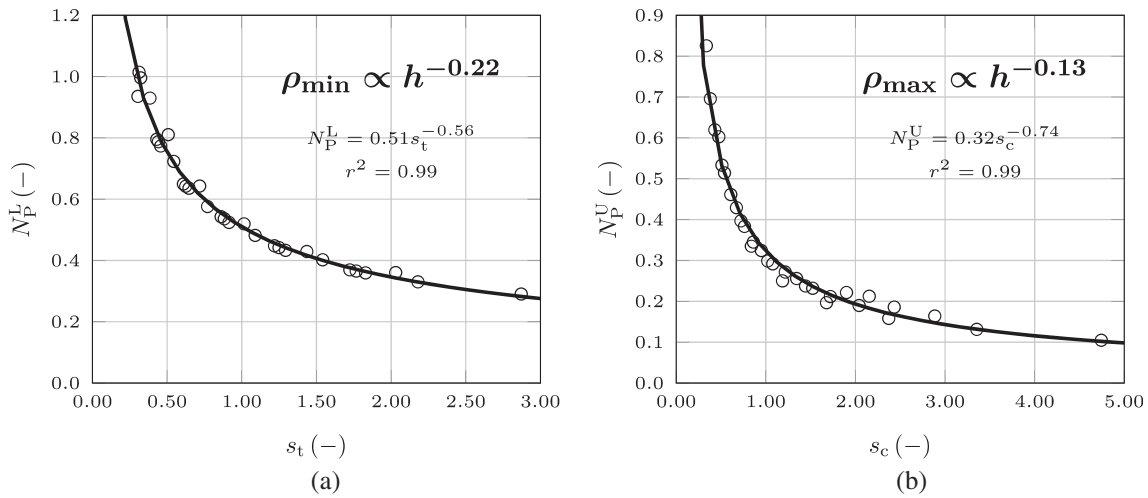 1.2
1.0
0.8
0.6
0.4
0.2
0.0
N_P^L (−)
ρ_min ∝ h^−0.22
N_P^L = 0.51s_t^−0.56
r² = 0.99
0.00 0.50 1.00 1.50 2.00 2.50 3.00
s_t (−)
(a)
0.9
0.8
0.7
0.6
0.5
0.4
0.3
0.2
0.1
0.0
N_P^U (−)
ρ_max ∝ h^−0.13
N_P^U = 0.32s_c^−0.74
r² = 0.99
0.00 1.00 2.00 3.00 4.00 5.00
s_c (−)
(b)